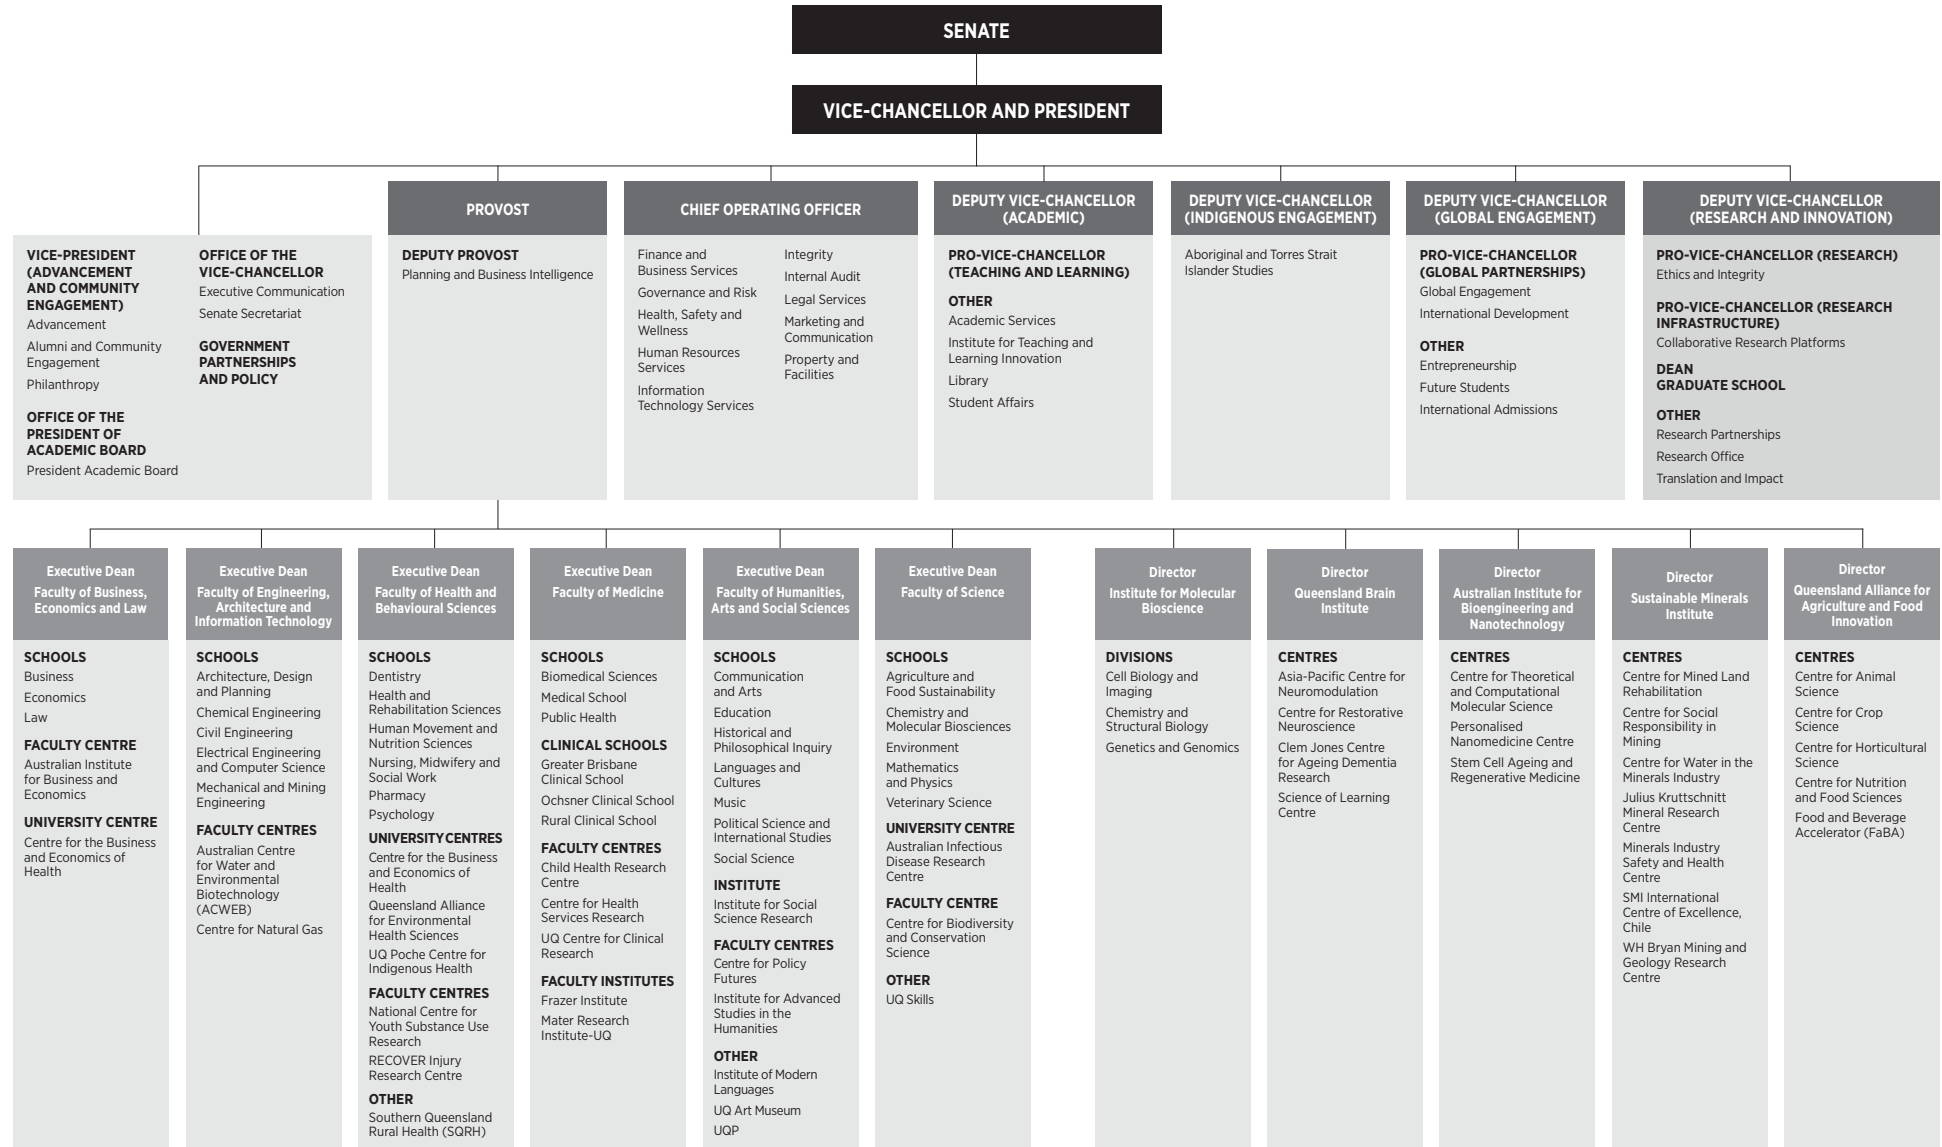 SENATE
VICE-CHANCELLOR AND PRESIDENT
VICE-PRESIDENT
(ADVANCEMENT
AND COMMUNITY
ENGAGEMENT)
Advancement
Alumni and Community
Engagement
Philanthropy
OFFICE OF THE
PRESIDENT OF
ACADEMIC BOARD
President Academic Board
OFFICE OF THE
VICE-CHANCELLOR
Executive Communication
Senate Secretariat
GOVERNMENT
PARTNERSHIPS
AND POLICY
PROVOST
DEPUTY PROVOST
Planning and Business Intelligence
CHIEF OPERATING OFFICER
Finance and
Business Services
Governance and Risk
Health, Safety and
Wellness
Human Resources
Services
Information
Technology Services
Integrity
Internal Audit
Legal Services
Marketing and
Communication
Property and
Facilities
DEPUTY VICE-CHANCELLOR
(ACADEMIC)
PRO-VICE-CHANCELLOR
(TEACHING AND LEARNING)
OTHER
Academic Services
Institute for Teaching and
Learning Innovation
Library
Student Affairs
DEPUTY VICE-CHANCELLOR
(INDIGENOUS ENGAGEMENT)
Aboriginal and Torres Strait
Islander Studies
DEPUTY VICE-CHANCELLOR
(GLOBAL ENGAGEMENT)
PRO-VICE-CHANCELLOR
(GLOBAL PARTNERSHIPS)
Global Engagement
International Development
OTHER
Entrepreneurship
Future Students
International Admissions
DEPUTY VICE-CHANCELLOR
(RESEARCH AND INNOVATION)
PRO-VICE-CHANCELLOR (RESEARCH)
Ethics and Integrity
PRO-VICE-CHANCELLOR (RESEARCH
INFRASTRUCTURE)
Collaborative Research Platforms
DEAN
GRADUATE SCHOOL
OTHER
Research Partnerships
Research Office
Translation and Impact
Executive Dean
Faculty of Business,
Economics and Law
SCHOOLS
Business
Economics
Law
FACULTY CENTRE
Australian Institute
for Business and
Economics
UNIVERSITY CENTRE
Centre for the Business
and Economics of
Health
Executive Dean
Faculty of Engineering,
Architecture and
Information Technology
SCHOOLS
Architecture, Design
and Planning
Chemical Engineering
Civil Engineering
Electrical Engineering
and Computer Science
Mechanical and Mining
Engineering
FACULTY CENTRES
Australian Centre
for Water and
Environmental
Biotechnology
(ACWEB)
Centre for Natural Gas
Executive Dean
Faculty of Health and
Behavioural Sciences
SCHOOLS
Dentistry
Health and
Rehabilitation Sciences
Human Movement and
Nutrition Sciences
Nursing, Midwifery and
Social Work
Pharmacy
Psychology
UNIVERSITY CENTRES
Centre for the Business
and Economics of
Health
Queensland Alliance
for Environmental
Health Sciences
UQ Poche Centre for
Indigenous Health
FACULTY CENTRES
National Centre for
Youth Substance Use
Research
RECOVER Injury
Research Centre
OTHER
Southern Queensland
Rural Health (SQRH)
Executive Dean
Faculty of Medicine
SCHOOLS
Biomedical Sciences
Medical School
Public Health
CLINICAL SCHOOLS
Greater Brisbane
Clinical School
Ochsner Clinical School
Rural Clinical School
FACULTY CENTRES
Child Health Research
Centre
Centre for Health
Services Research
UQ Centre for Clinical
Research
FACULTY INSTITUTES
Frazer Institute
Mater Research
Institute-UQ
Executive Dean
Faculty of Humanities,
Arts and Social Sciences
SCHOOLS
Communication
and Arts
Education
Historical and
Philosophical Inquiry
Languages and
Cultures
Music
Political Science and
International Studies
Social Science
INSTITUTE
Institute for Social
Science Research
FACULTY CENTRES
Centre for Policy
Futures
Institute for Advanced
Studies in the
Humanities
OTHER
Institute of Modern
Languages
UQ Art Museum
UQP
Executive Dean
Faculty of Science
SCHOOLS
Agriculture and
Food Sustainability
Chemistry and
Molecular Biosciences
Environment
Mathematics
and Physics
Veterinary Science
UNIVERSITY CENTRE
Australian Infectious
Disease Research
Centre
FACULTY CENTRE
Centre for Biodiversity
and Conservation
Science
OTHER
UQ Skills
Director
Institute for Molecular
Bioscience
DIVISIONS
Cell Biology and
Imaging
Chemistry and
Structural Biology
Genetics and Genomics
Director
Queensland Brain
Institute
CENTRES
Asia-Pacific Centre for
Neuromodulation
Centre for Restorative
Neuroscience
Clem Jones Centre
for Ageing Dementia
Research
Science of Learning
Centre
Director
Australian Institute for
Bioengineering and
Nanotechnology
CENTRES
Centre for Theoretical
and Computational
Molecular Science
Personalised
Nanomedicine Centre
Stem Cell Ageing and
Regenerative Medicine
Director
Sustainable Minerals
Institute
CENTRES
Centre for Mined Land
Rehabilitation
Centre for Social
Responsibility in
Mining
Centre for Water in the
Minerals Industry
Julius Kruttschnitt
Mineral Research
Centre
Minerals Industry
Safety and Health
Centre
SMI International
Centre of Excellence,
Chile
WH Bryan Mining and
Geology Research
Centre
Director
Queensland Alliance for
Agriculture and Food
Innovation
CENTRES
Centre for Animal
Science
Centre for Crop
Science
Centre for Horticultural
Science
Centre for Nutrition
and Food Sciences
Food and Beverage
Accelerator (FaBA)